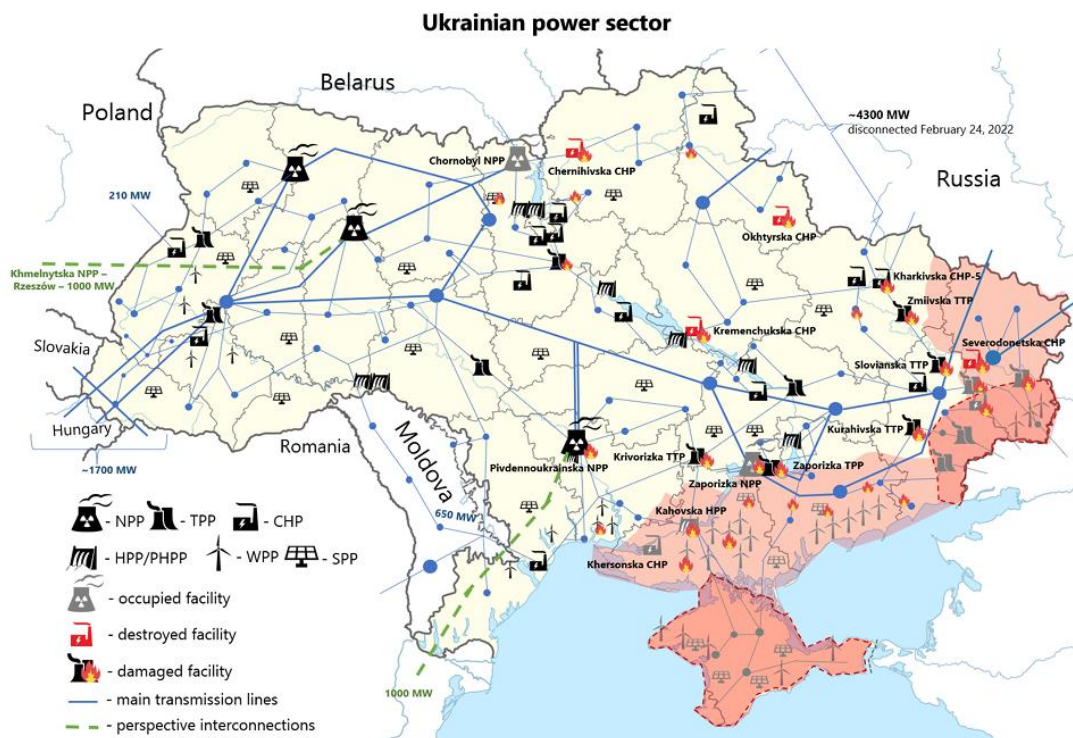 Ukrainian power sector
Belarus
Poland
~4300 MW
disconnected February 24, 2022
Chornobyl NPP
Chernihivska CHP
Russia
210 MW
Okhtyrska CHP
Khmelnytska NPP –
Rzeszów – 1000 MW
Kharkivska CHP-5
Zmiivska TTP
Kremenchukska CHP
Severodonetska CHP
Slovakia
Slovianska TTP
Hungary
Romania
Moldova
Kurahivska TTP
~1700 MW
Krivorizka TTP
Pivdennoukrainska NPP
Zaporizka TPP
Zaporizka NPP
Kahovska HPP
650 MW
Khersonska CHP
- NPP
- TPP
- CHP
- HPP/PHPP
- WPP
- SPP
- occupied facility
- destroyed facility
- damaged facility
1000 MW
- main transmission lines
- perspective interconnections